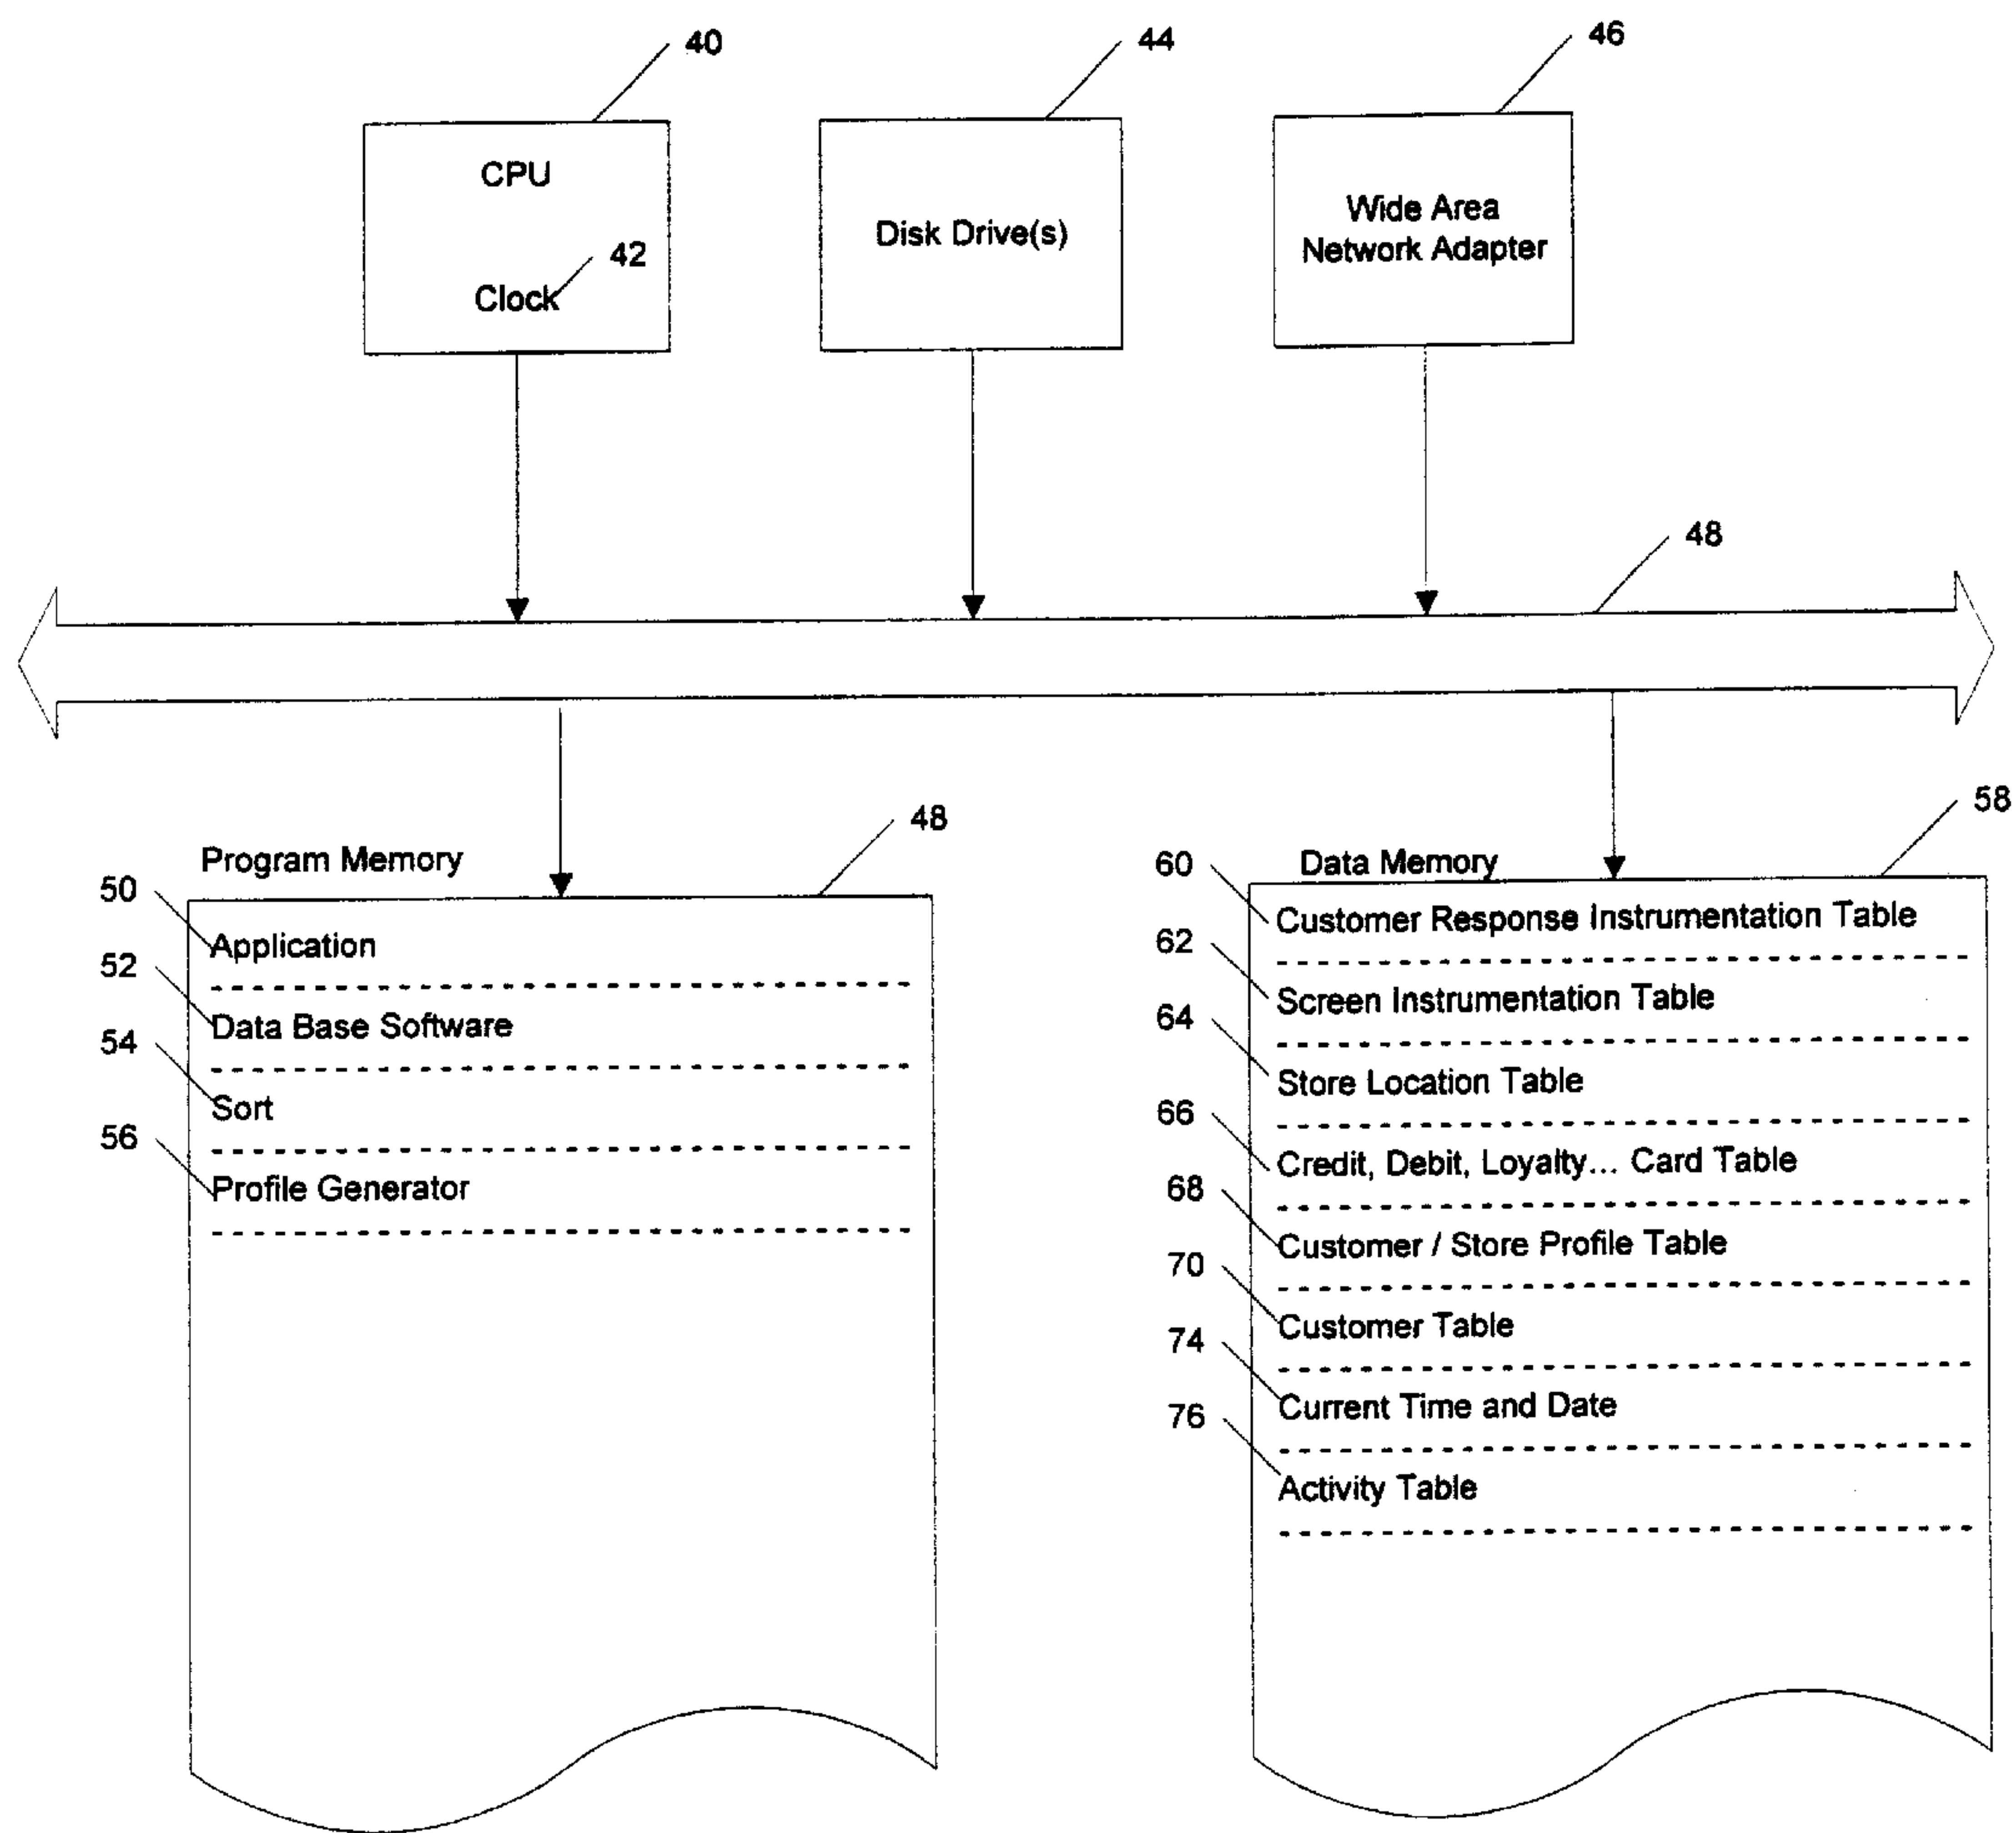 40
44
46
CPU
Disk Drive(s)
Wide Area
Network Adapter
42
Clock
48
48
58
Program Memory
Data Memory
50
Application
52
Data Base Software
54
Sort
56
Profile Generator
60
Customer Response Instrumentation Table
62
Screen Instrumentation Table
64
Store Location Table
66
Credit, Debit, Loyalty... Card Table
68
Customer / Store Profile Table
70
Customer Table
74
Current Time and Date
76
Activity Table